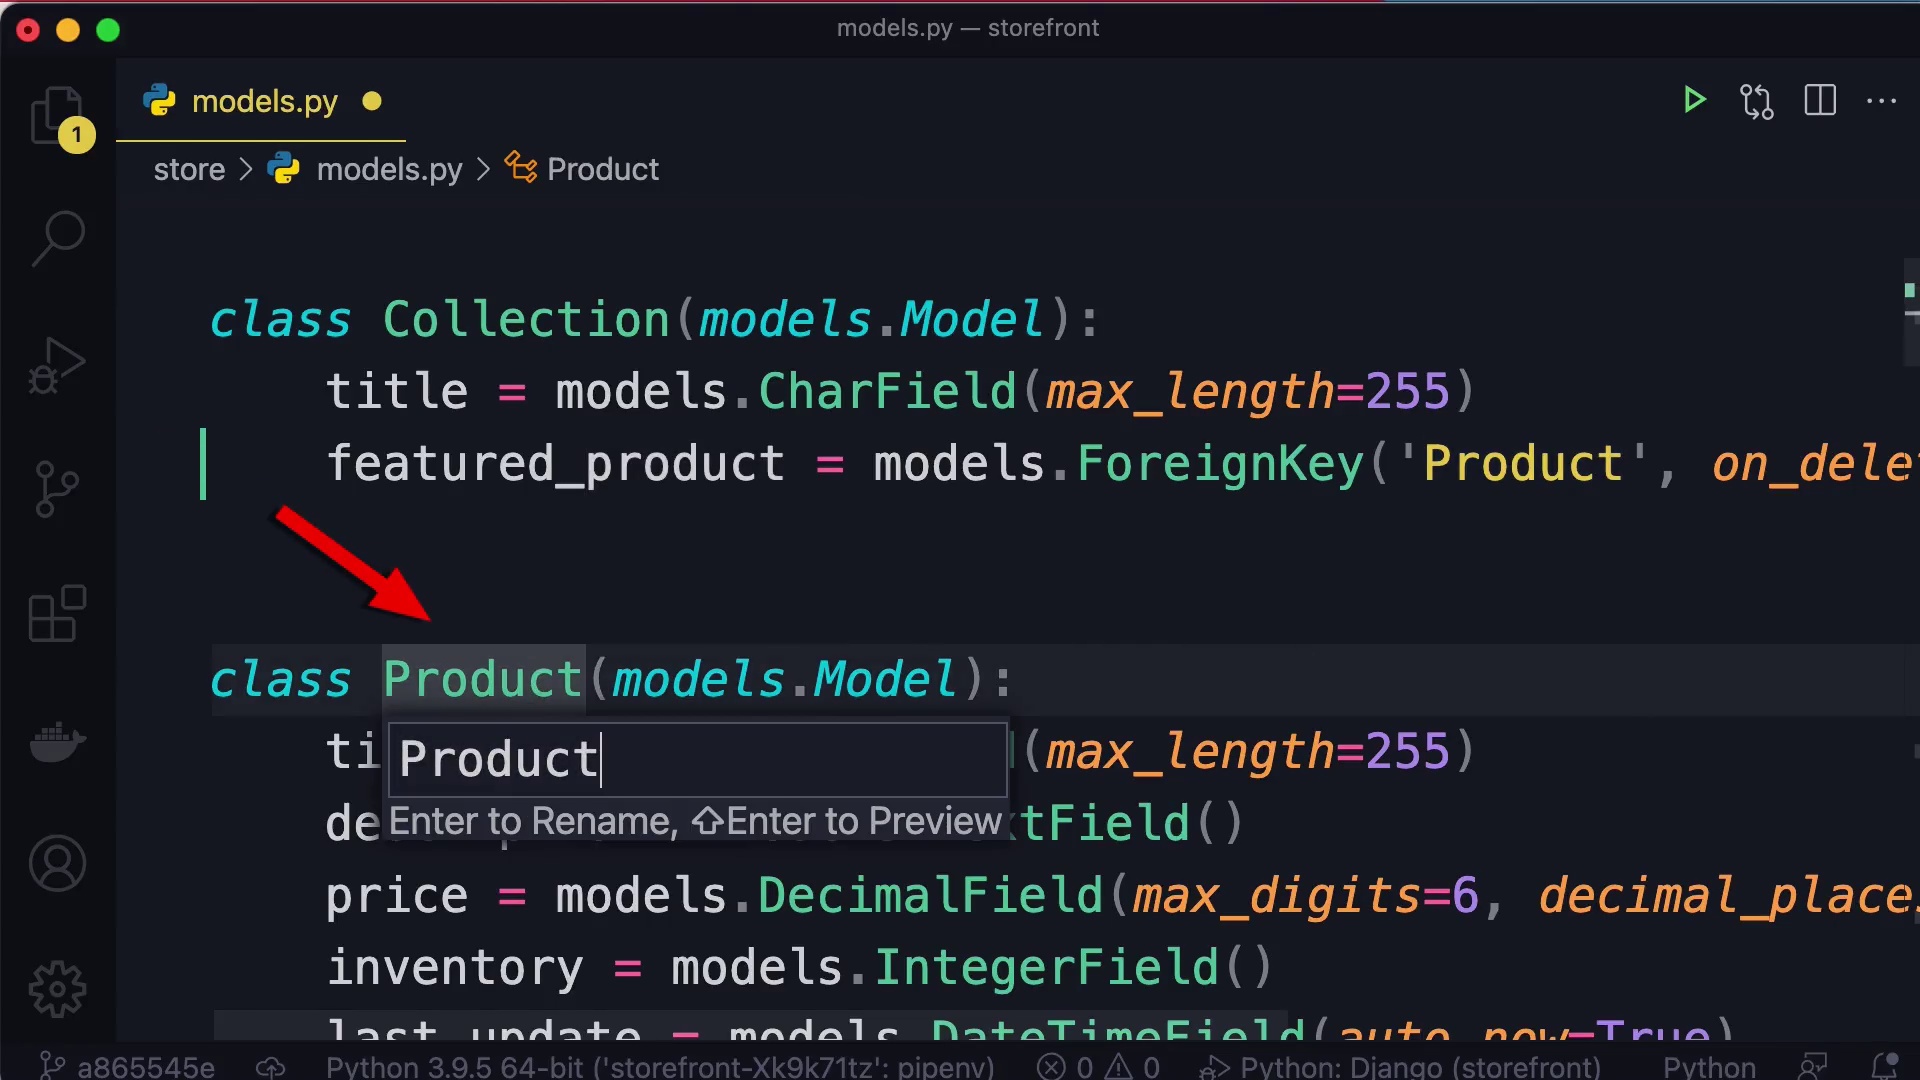 models.py — storefront
models.py
1
store > models.py > Product
class Collection(models.Model):
title = models.CharField(max_length=255)
featured_product = models.ForeignKey('Product', on_dele
class Product(models.Model):
ti (max_length=255)
Product
de tField()
Enter to Rename, ⇧Enter to Preview
price = models.DecimalField(max_digits=6, decimal_place
inventory = models.IntegerField()
last_update = models.DateTimeField(auto_now=True)
a865545e Python 3.9.5 64-bit ('storefront-Xk9k71tz': pipenv) 0 0 Python: Django (storefront) Python